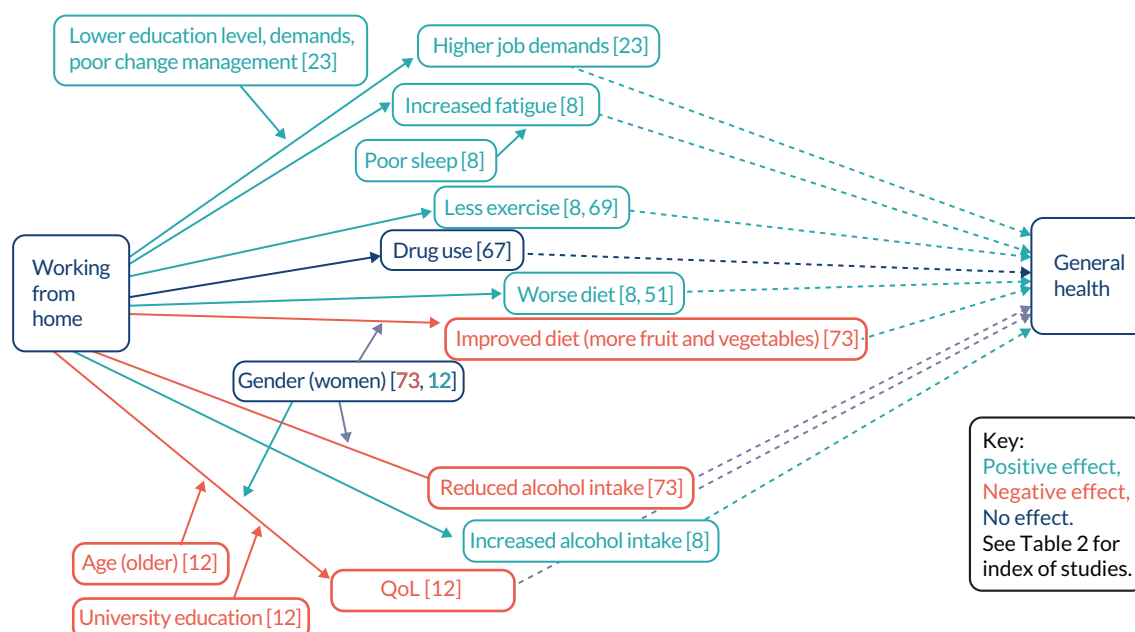 Lower education level, demands,
poor change management [23]
Higher job demands [23]
Increased fatigue [8]
Poor sleep [8]
Less exercise [8, 69]
Drug use [67]
Working
from
home
General
health
Worse diet [8, 51]
Improved diet (more fruit and vegetables) [73]
Gender (women) [73, 12]
Key:
Positive effect,
Negative effect,
No effect.
See Table 2 for
index of studies.
Reduced alcohol intake [73]
Increased alcohol intake [8]
Age (older) [12]
QoL [12]
University education [12]